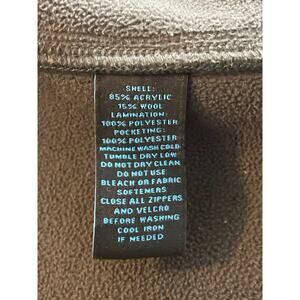 SHELL:
85% ACRYLIC
15% WOOL
LAMINATION:
100% POLYESTER
POCKETING:
100% POLYESTER
MACHINE WASH COLD
TUMBLE DRY LOW
DO NOT DRY CLEAN
DO NOT USE
BLEACH OR FABRIC
SOFTENERS
CLOSE ALL ZIPPERS
AND VELCRO
BEFORE WASHING
COOL IRON
IF NEEDED